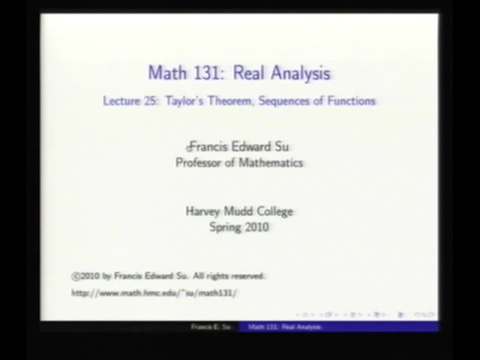 Math 131: Real Analysis
Lecture 25: Taylor's Theorem, Sequences of Functions
Francis Edward Su
Professor of Mathematics
Harvey Mudd College
Spring 2010
©2010 by Francis Edward Su. All rights reserved.
http://www.math.hmc.edu/~su/math131/
Francis E. Su Math 131: Real Analysis